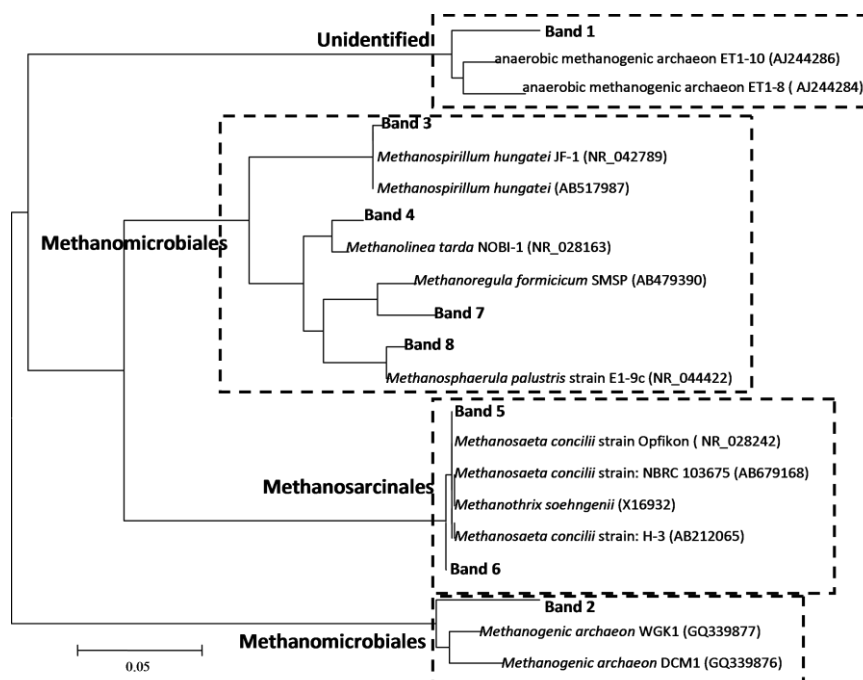 Unidentified
Band 1
anaerobic methanogenic archaeon ET1-10 (AJ244286)
anaerobic methanogenic archaeon ET1-8 ( AJ244284)
Band 3
Methanospirillum hungatei JF-1 (NR_042789)
Methanospirillum hungatei (AB517987)
Band 4
Methanomicrobiales
Methanolinea tarda NOBI-1 (NR_028163)
Methanoregula formicicum SMSP (AB479390)
Band 7
Band 8
Methanosphaerula palustris strain E1-9c (NR_044422)
Band 5
Methanosaeta concilii strain Opfikon ( NR_028242)
Methanosaeta concilii strain: NBRC 103675 (AB679168)
Methanosarcinales
Methanothrix soehngenii (X16932)
Methanosaeta concilii strain: H-3 (AB212065)
Band 6
Band 2
Methanogenic archaeon WGK1 (GQ339877)
Methanomicrobiales
Methanogenic archaeon DCM1 (GQ339876)
0.05